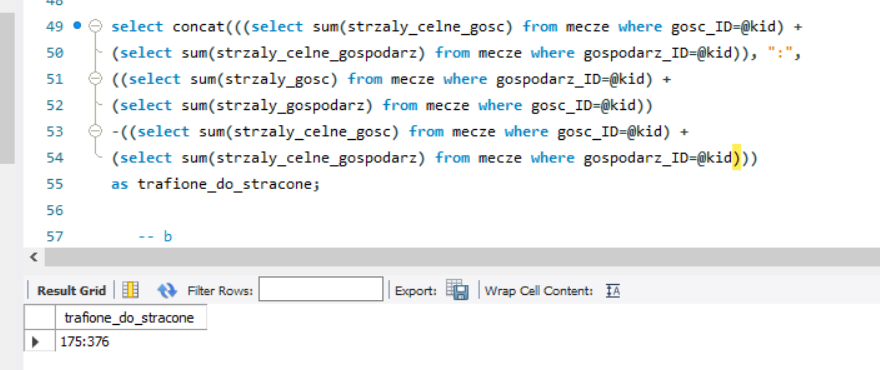 48
49 select concat(((select sum(strzaly_celne_gosc) from mecze where gosc_ID=@kid) +
50 (select sum(strzaly_celne_gospodarz) from mecze where gospodarz_ID=@kid)), ":",
51 ((select sum(strzaly_gosc) from mecze where gospodarz_ID=@kid) +
52 (select sum(strzaly_gospodarz) from mecze where gosc_ID=@kid))
53 -((select sum(strzaly_celne_gosc) from mecze where gosc_ID=@kid) +
54 (select sum(strzaly_celne_gospodarz) from mecze where gospodarz_ID=@kid)))
55 as trafione_do_stracone;
56
57 -- b
Result Grid Filter Rows: Export: Wrap Cell Content: IA
trafione_do_stracone
175:376